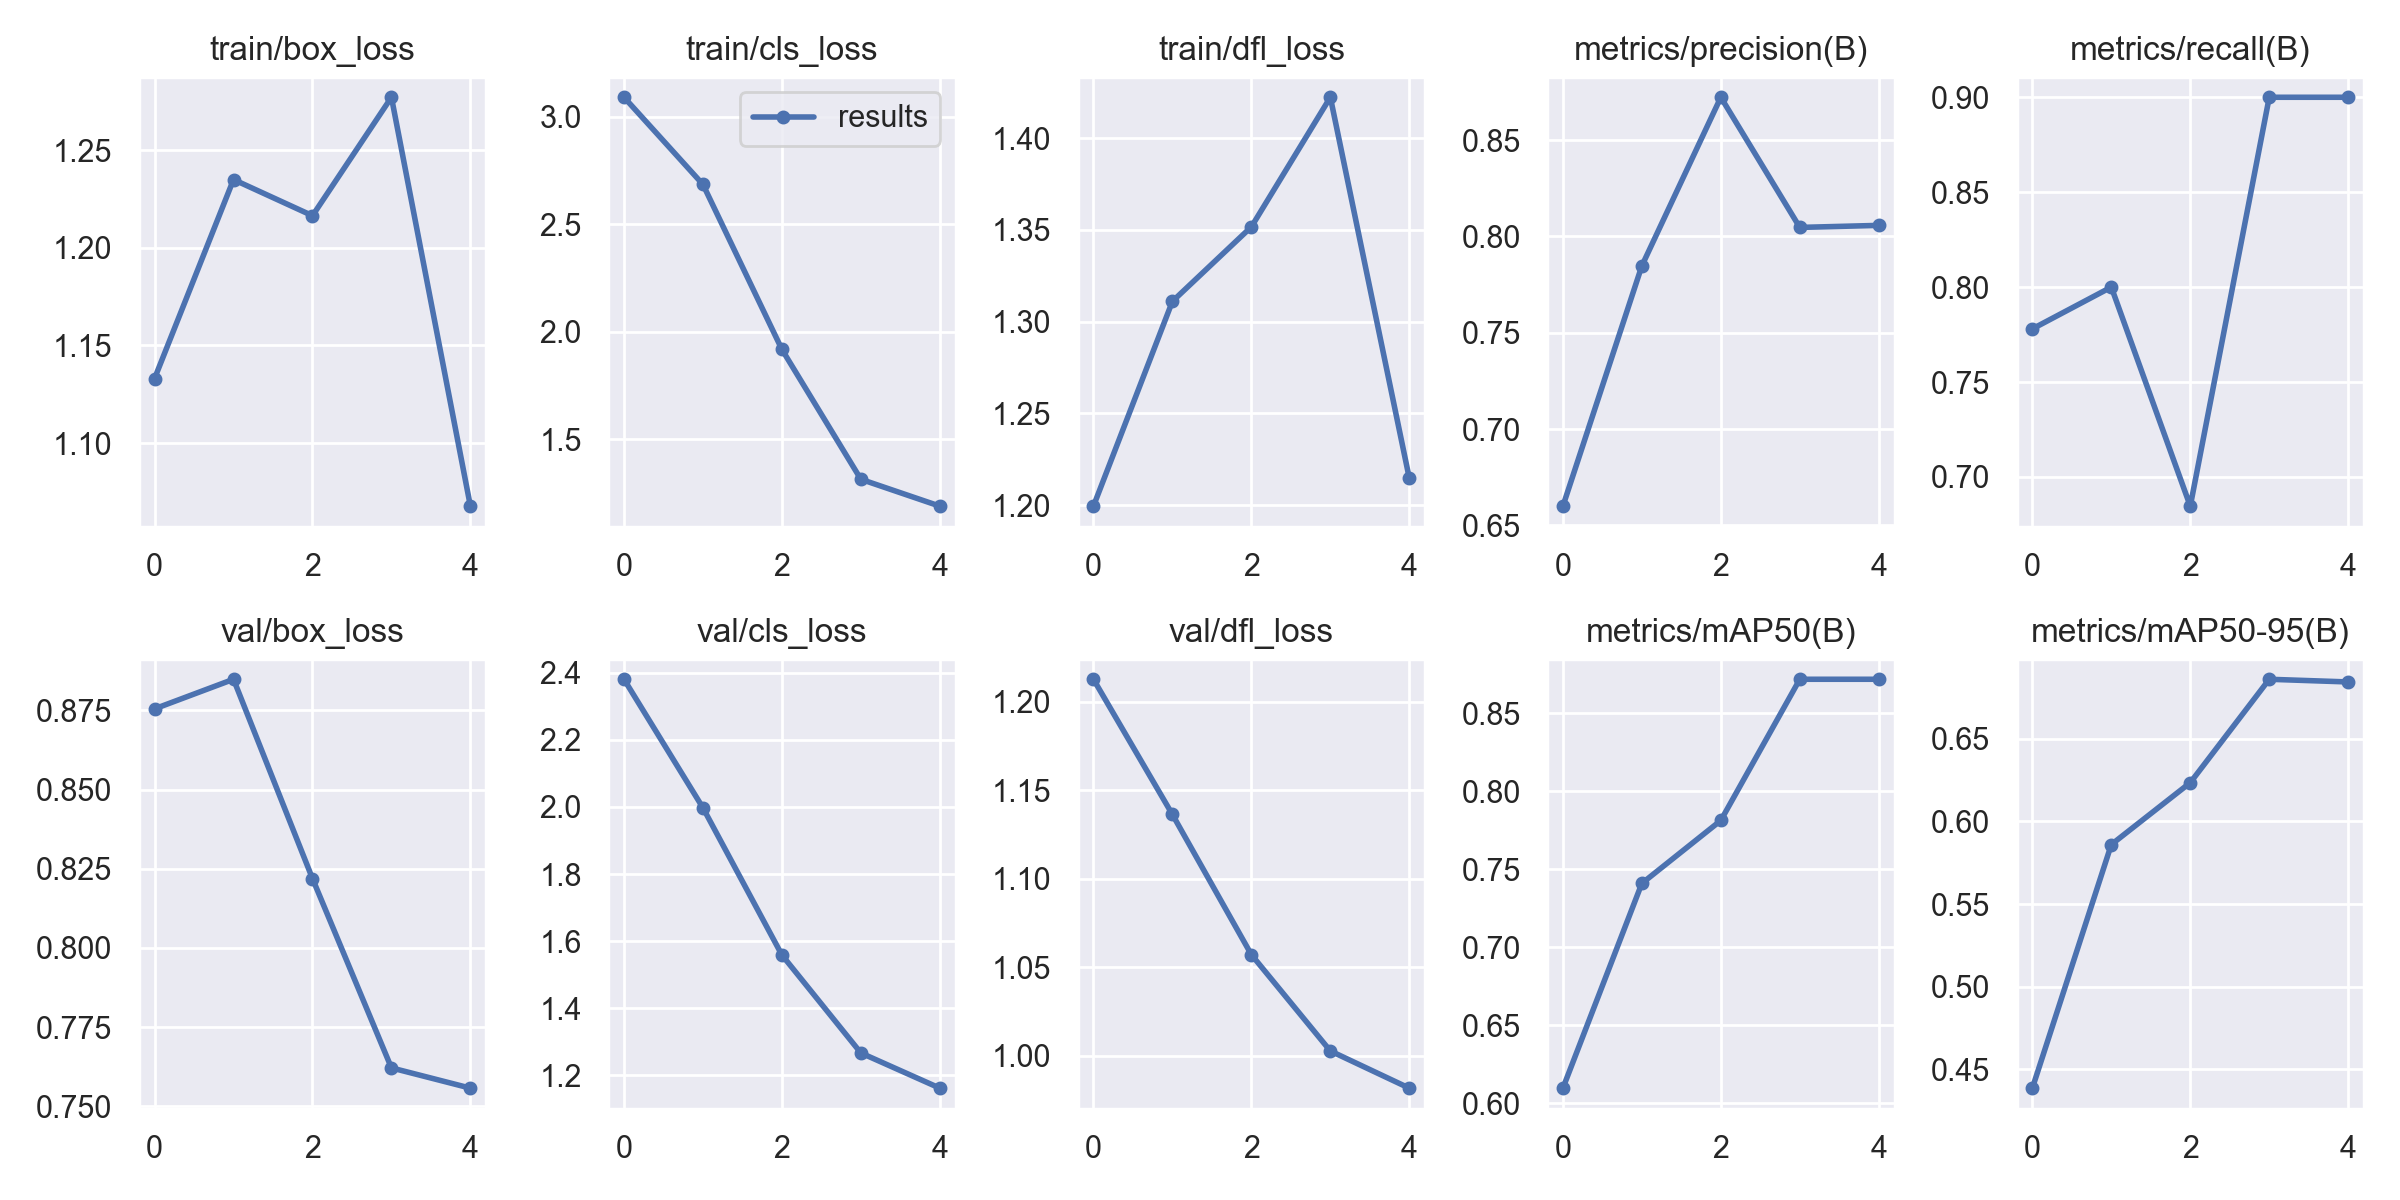 train/box_loss
1.25
1.20
1.15
1.10
0 2 4
train/cls_loss
results
3.0
2.5
2.0
1.5
0 2 4
train/dfl_loss
1.40
1.35
1.30
1.25
1.20
0 2 4
metrics/precision(B)
0.85
0.80
0.75
0.70
0.65
0 2 4
metrics/recall(B)
0.90
0.85
0.80
0.75
0.70
0 2 4
val/box_loss
0.875
0.850
0.825
0.800
0.775
0.750
0 2 4
val/cls_loss
2.4
2.2
2.0
1.8
1.6
1.4
1.2
0 2 4
val/dfl_loss
1.20
1.15
1.10
1.05
1.00
0 2 4
metrics/mAP50(B)
0.85
0.80
0.75
0.70
0.65
0.60
0 2 4
metrics/mAP50-95(B)
0.65
0.60
0.55
0.50
0.45
0 2 4